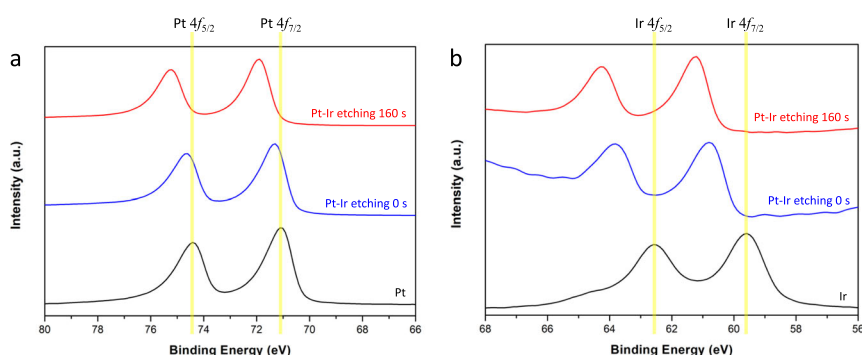 Pt 4f5/2 Pt 4f7/2
a
Pt-Ir etching 160 s
Pt-Ir etching 0 s
Pt
Intensity (a.u.)
80 78 76 74 72 70 68 66
Binding Energy (eV)
Ir 4f5/2 Ir 4f7/2
b
Pt-Ir etching 160 s
Pt-Ir etching 0 s
Ir
Intensity (a.u.)
68 66 64 62 60 58 56
Binding Energy (eV)